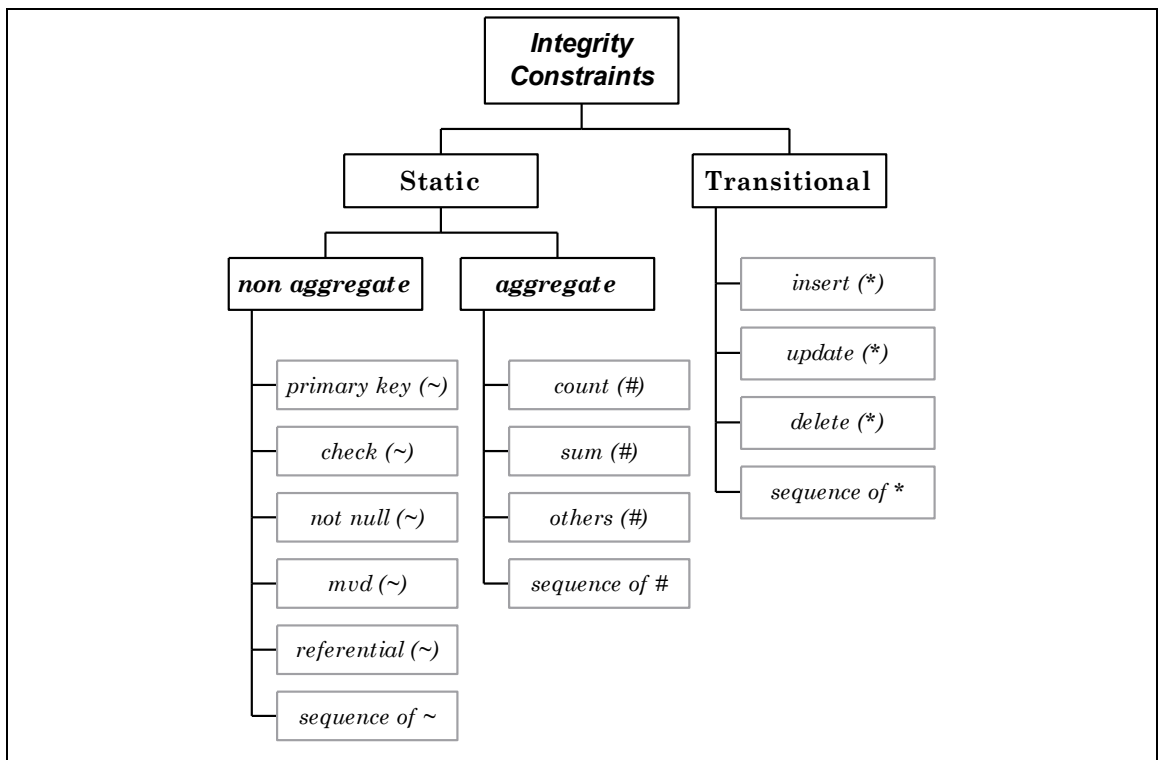 Integrity
Constraints
Static
Transitional
non aggregate
aggregate
primary key (~)
check (~)
not null (~)
mvd (~)
referential (~)
sequence of ~
count (#)
sum (#)
others (#)
sequence of #
insert (*)
update (*)
delete (*)
sequence of *